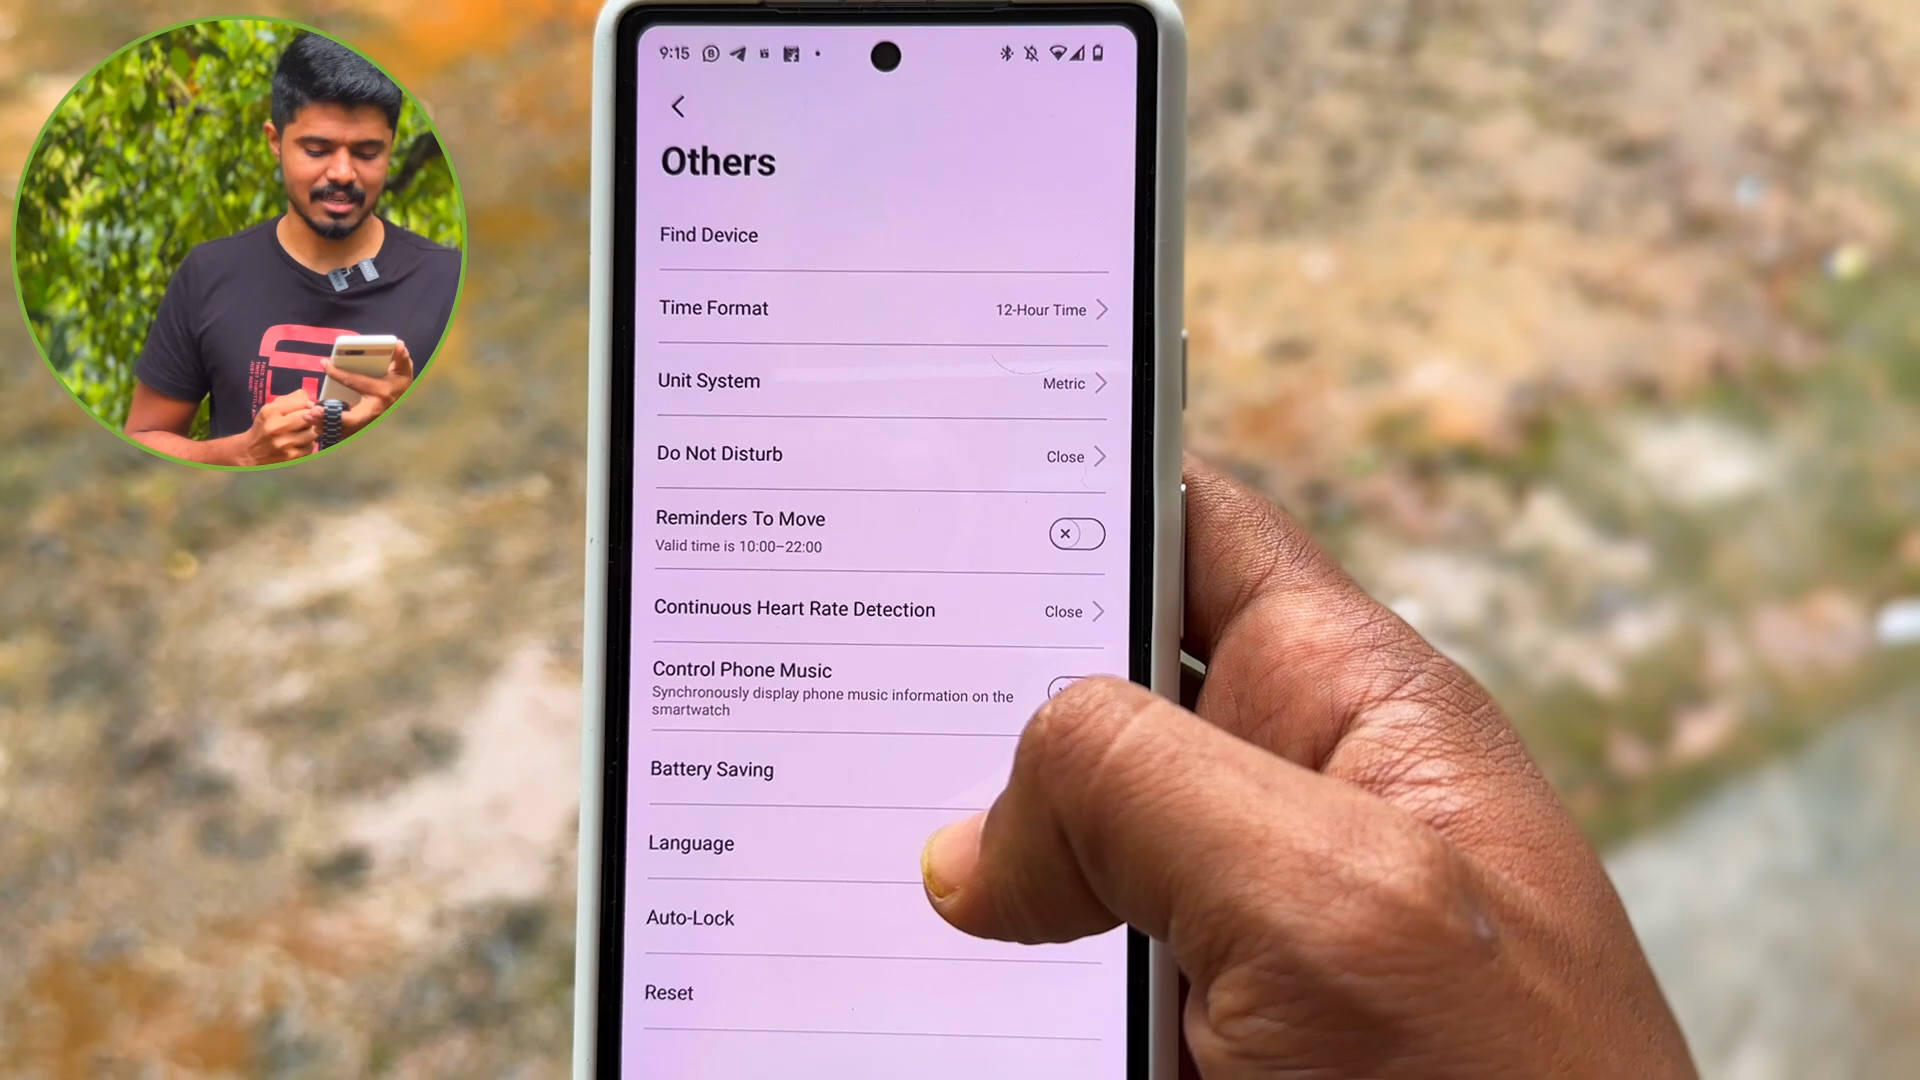 9:15
Others
Find Device
Time Format 12-Hour Time
Unit System Metric
Do Not Disturb Close
Reminders To Move
Valid time is 10:00-22:00
Continuous Heart Rate Detection Close
Control Phone Music
Synchronously display phone music information on the
smartwatch
Battery Saving
Language
Auto-Lock
Reset